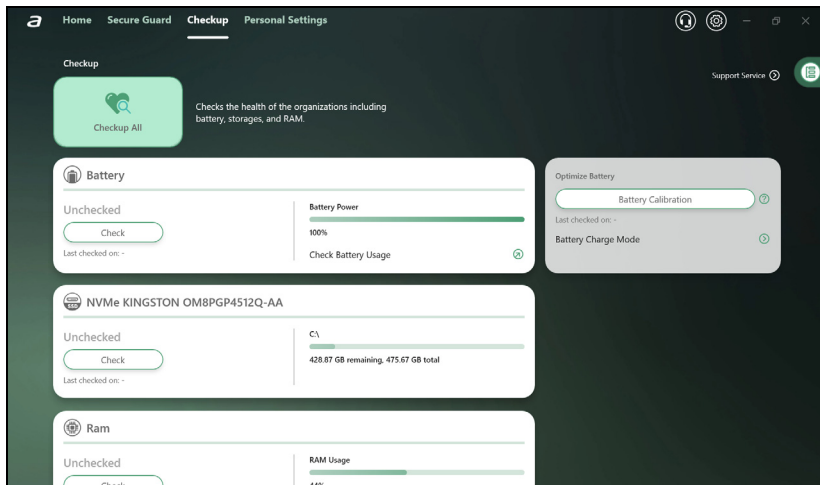 a
Home Secure Guard Checkup Personal Settings
Checkup
Support Service
Checkup All
Checks the health of the organizations including
battery, storages, and RAM.
Battery
Unchecked
Check
Last checked on: -
Battery Power
100%
Check Battery Usage
Optimize Battery
Battery Calibration
?
Last checked on: -
Battery Charge Mode
SSD
NVMe KINGSTON OM8PGP4512Q-AA
Unchecked
Check
Last checked on: -
C:\
428.87 GB remaining, 475.67 GB total
Ram
Unchecked
Check
RAM Usage
44%